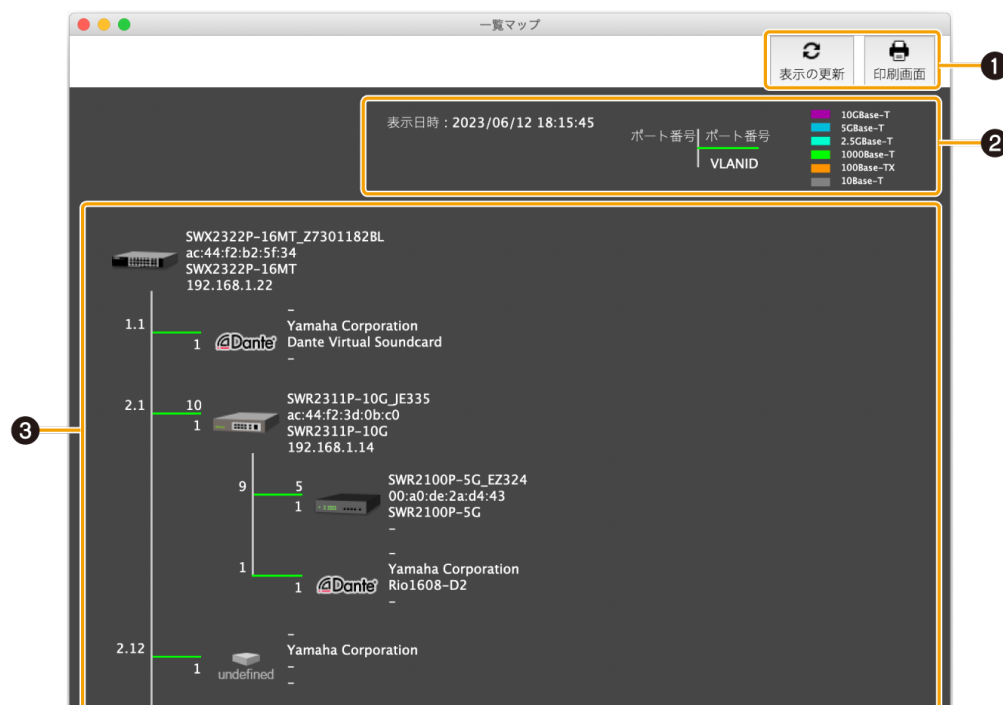 一覧マップ
表示の更新
印刷画面
❶
表示日時 : 2023/06/12 18:15:45
ポート番号 ポート番号
VLANID
10GBase-T
5GBase-T
2.5GBase-T
1000Base-T
100Base-TX
10Base-T
❷
❸
SWX2322P-16MT_Z7301182BL
ac:44:f2:b2:5f:34
SWX2322P-16MT
192.168.1.22
1.1
1
Dante
–
Yamaha Corporation
Dante Virtual Soundcard
–
2.1
10
1
SWR2311P-10G_JE335
ac:44:f2:3d:0b:c0
SWR2311P-10G
192.168.1.14
9
5
1
SWR2100P-5G_EZ324
00:a0:de:2a:d4:43
SWR2100P-5G
–
1
1
Dante
–
Yamaha Corporation
Rio1608-D2
–
2.12
1
undefined
–
Yamaha Corporation
–
–